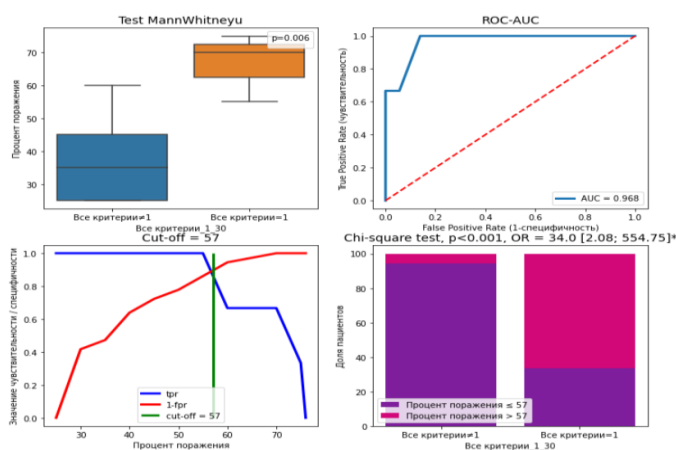 Test MannWhitneyu
p=0.006
Процент поражения
70
60
50
40
30
Все критерии≠1
Все критерии=1
Все критерии_1_30
ROC-AUC
True Positive Rate (чувствительность)
1.0
0.8
0.6
0.4
0.2
0.0
AUC = 0.968
0.0 0.2 0.4 0.6 0.8 1.0
False Positive Rate (1-специфичность)
Cut-off = 57
Значение чувствительности / специфичности
1.0
0.8
0.6
0.4
0.2
0.0
tpr
1-fpr
cut-off = 57
30 40 50 60 70
Процент поражения
Chi-square test, p<0.001, OR = 34.0 [2.08; 554.75]*
Доля пациентов
100
80
60
40
20
0
Процент поражения ≤ 57
Процент поражения > 57
Все критерии≠1
Все критерии=1
Все критерии_1_30